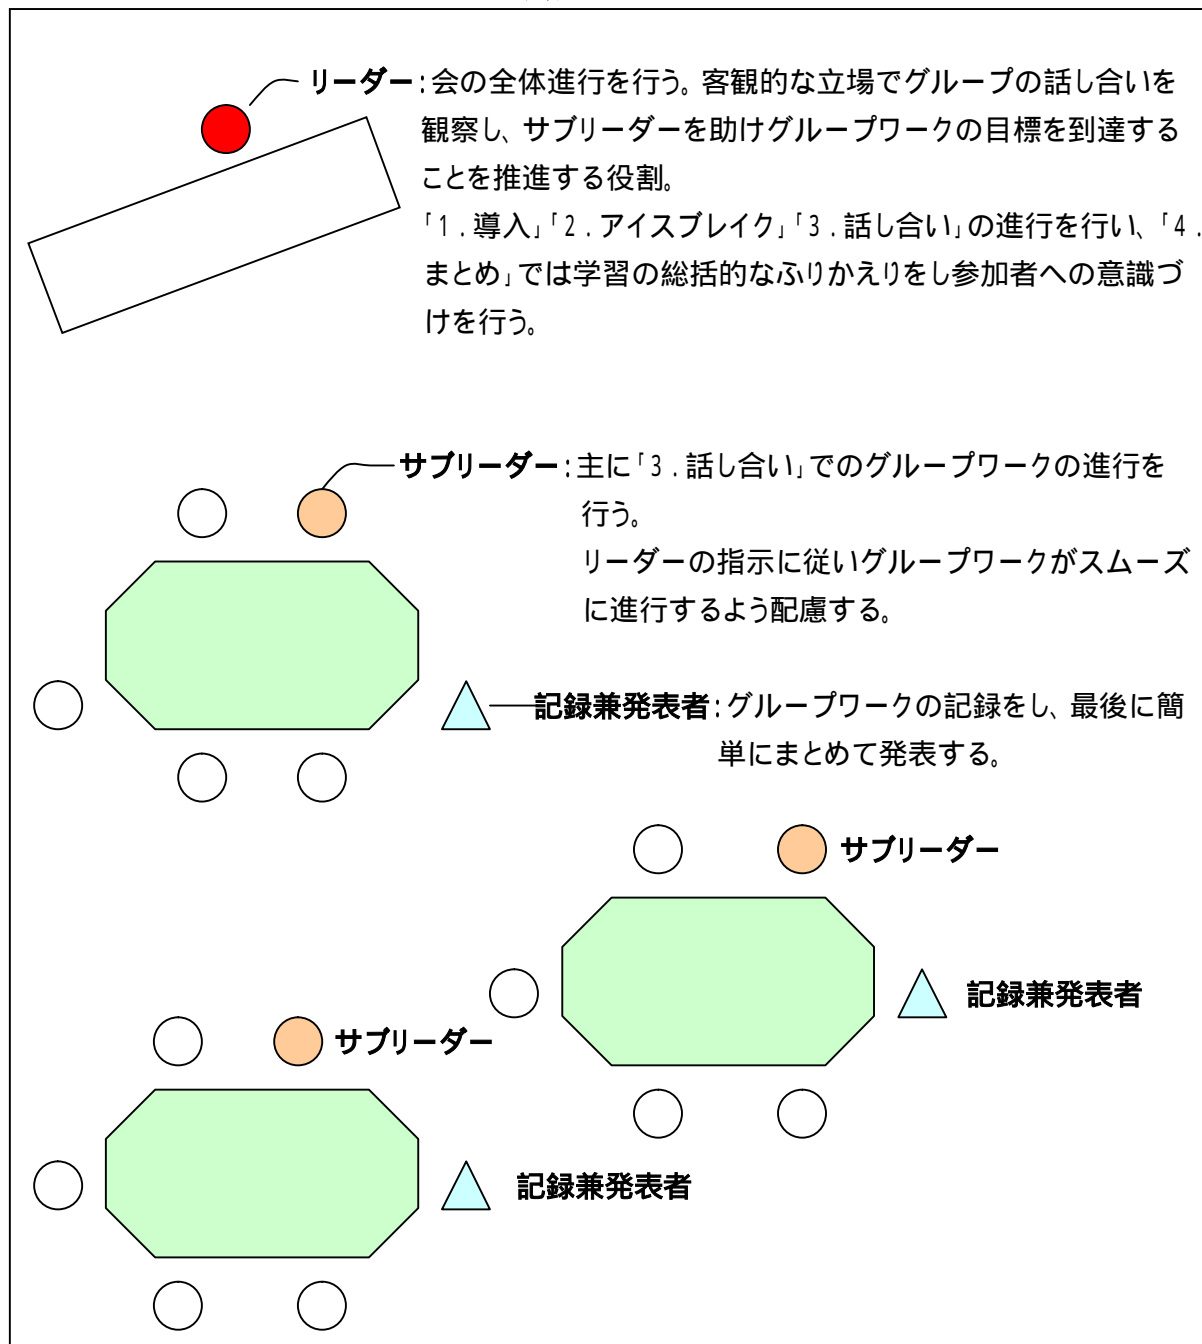 リーダー：会の全体進行を行う。客観的な立場でグループの話し合いを
観察し、サブリーダーを助けグループワークの目標を到達する
ことを推進する役割。
「1．導入」「2．アイスブレイク」「3．話し合い」の進行を行い、「4．
まとめ」では学習の総括的なふりかえりをし参加者への意識づ
けを行う。
サブリーダー：主に「3．話し合い」でのグループワークの進行を
行う。
リーダーの指示に従いグループワークがスムーズ
に進行するよう配慮する。
記録兼発表者：グループワークの記録をし、最後に簡
単にまとめて発表する。
サブリーダー
記録兼発表者
サブリーダー
記録兼発表者